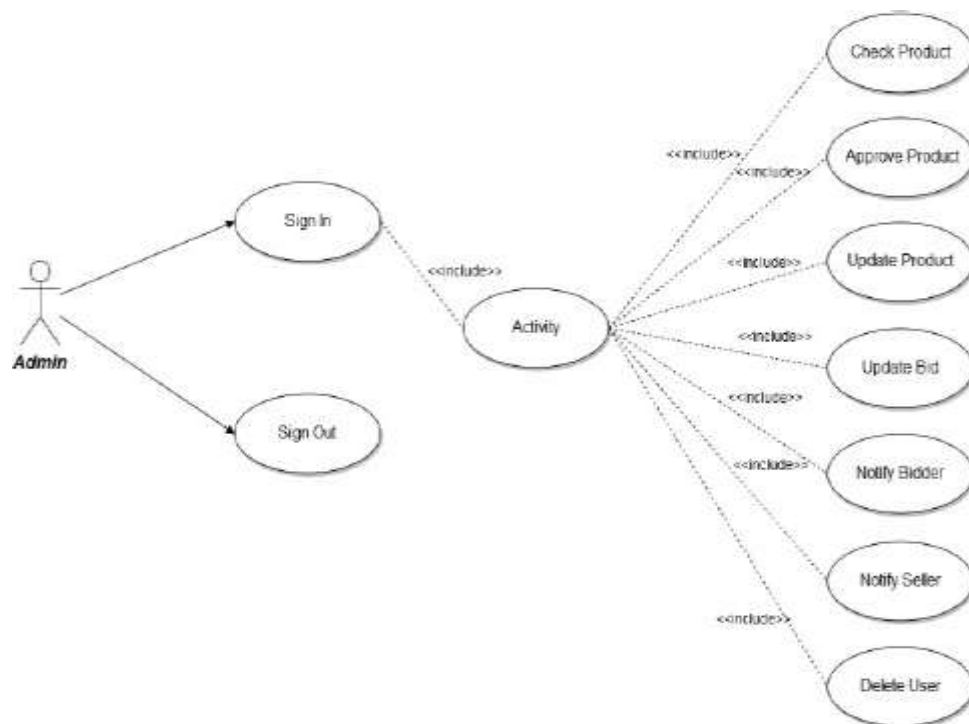 Check Product
<<include>>
Approve Product
<<include>>
Sign In
<<include>>
Update Product
<<include>>
Activity
Admin
<<include>>
Update Bid
<<include>>
Sign Out
<<include>>
Notify Bidder
Notify Seller
<<include>>
Delete User